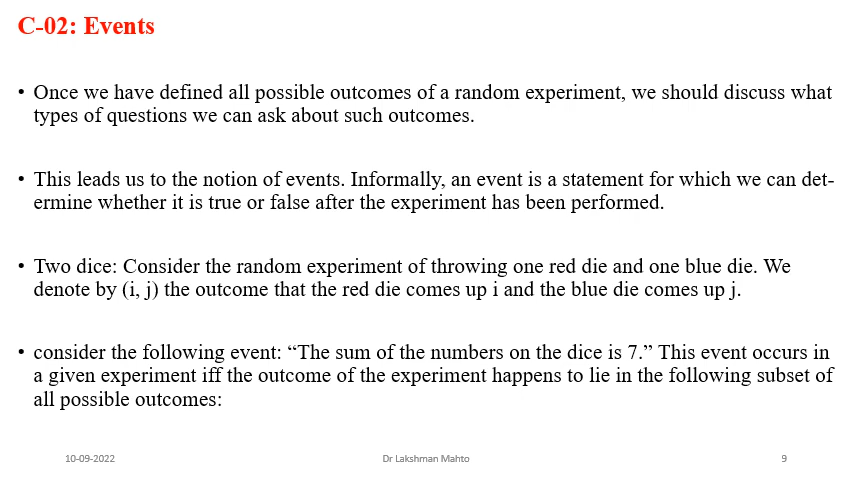 C-02: Events
• Once we have defined all possible outcomes of a random experiment, we should discuss what
types of questions we can ask about such outcomes.
• This leads us to the notion of events. Informally, an event is a statement for which we can det-
ermine whether it is true or false after the experiment has been performed.
• Two dice: Consider the random experiment of throwing one red die and one blue die. We
denote by (i, j) the outcome that the red die comes up i and the blue die comes up j.
• consider the following event: “The sum of the numbers on the dice is 7.” This event occurs in
a given experiment iff the outcome of the experiment happens to lie in the following subset of
all possible outcomes:
10-09-2022 Dr Lakshman Mahto 9